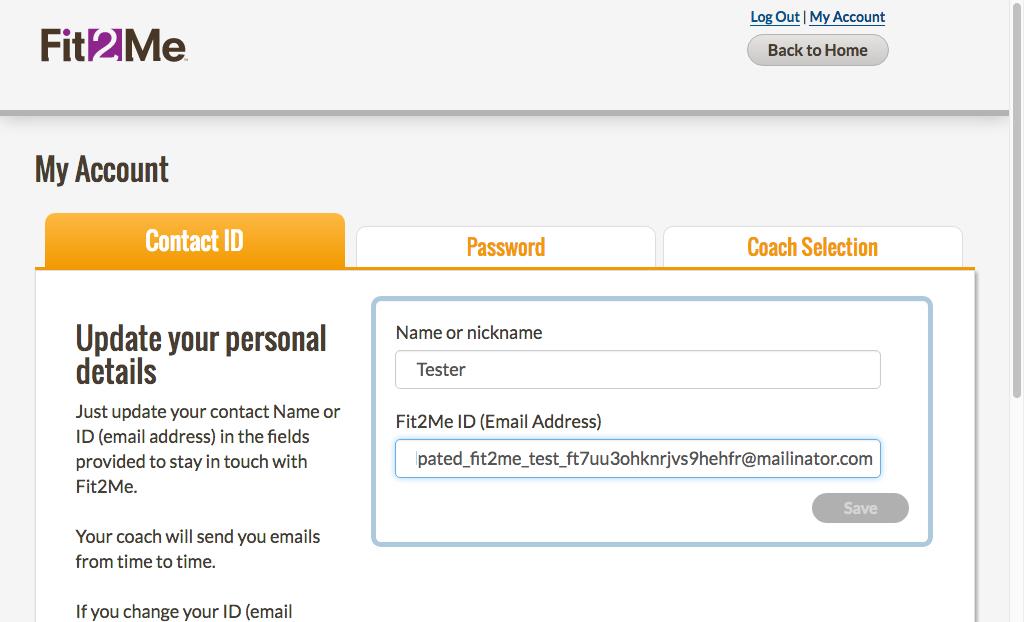 Log Out | My Account
Fit2Me™
Back to Home
My Account
Contact ID
Password
Coach Selection
Update your personal
details
Just update your contact Name or
ID (email address) in the fields
provided to stay in touch with
Fit2Me.
Your coach will send you emails
from time to time.
If you change your ID (email
Name or nickname
Tester
Fit2Me ID (Email Address)
pated_fit2me_test_ft7uu3ohknrjvs9hehfr@mailinator.com
Save